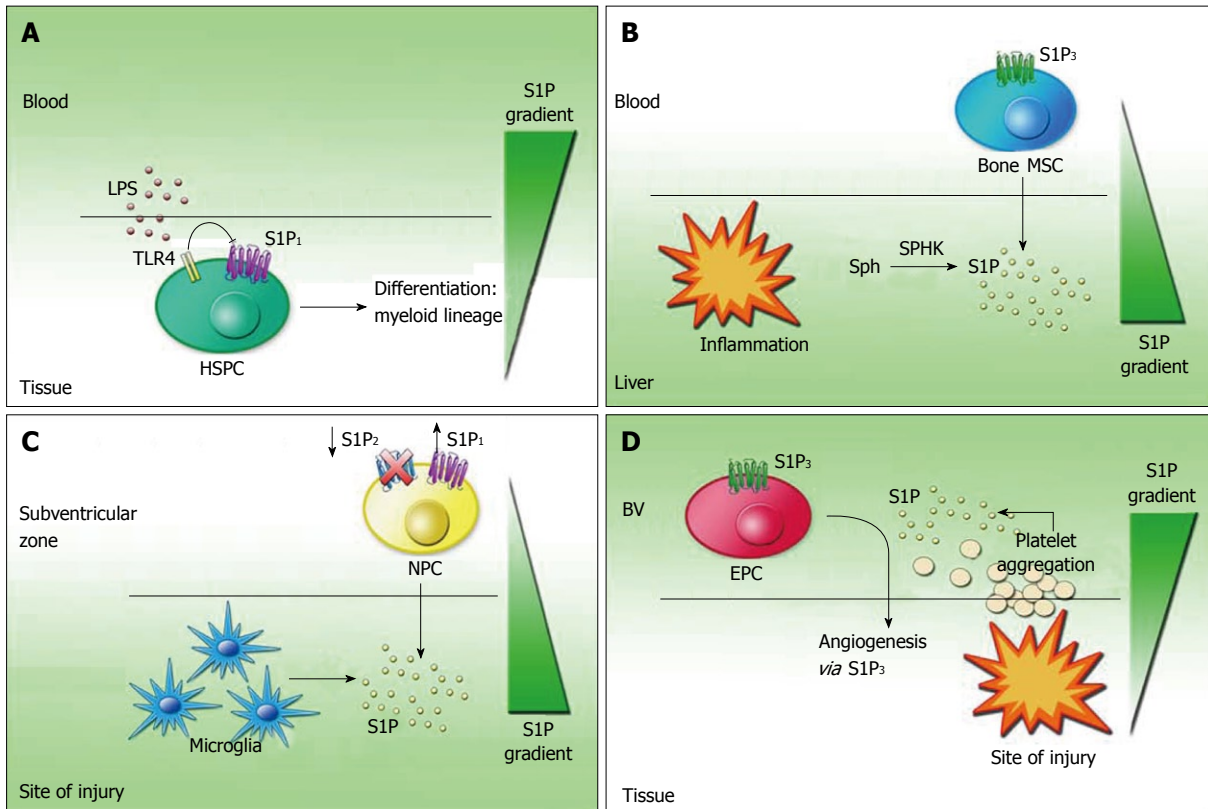 A
Blood
S1P
gradient
LPS
TLR4
S1P1
Differentiation:
myeloid lineage
HSPC
Tissue
B
Blood
S1P3
Bone MSC
SPHK
Sph
S1P
Inflammation
S1P
gradient
Liver
C
S1P2
S1P1
Subventricular
zone
NPC
S1P
Microglia
S1P
gradient
Site of injury
D
S1P3
S1P
gradient
BV
S1P
Platelet
aggregation
EPC
Angiogenesis
via S1P3
Site of injury
Tissue